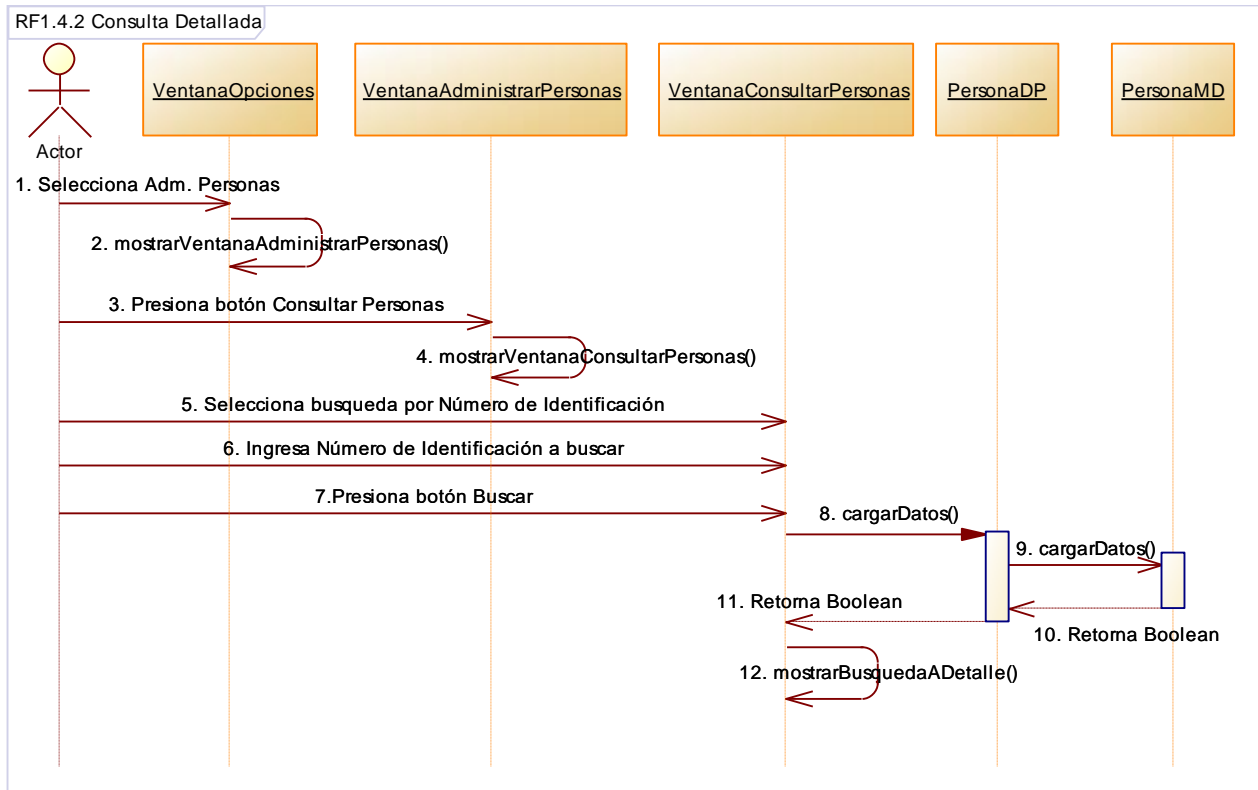 RF1.4.2 Consulta Detallada
VentanaOpciones
VentanaAdministrarPersonas
VentanaConsultarPersonas
PersonaDP
PersonaMD
Actor
1. Selecciona Adm. Personas
2. mostrarVentanaAdministrarPersonas()
3. Presiona botón Consultar Personas
4. mostrarVentanaConsultarPersonas()
5. Selecciona busqueda por Número de Identificación
6. Ingresa Número de Identificación a buscar
7.Presiona botón Buscar
8. cargarDatos()
9. cargarDatos()
11. Retorna Boolean
10. Retorna Boolean
12. mostrarBusquedaADetalle()